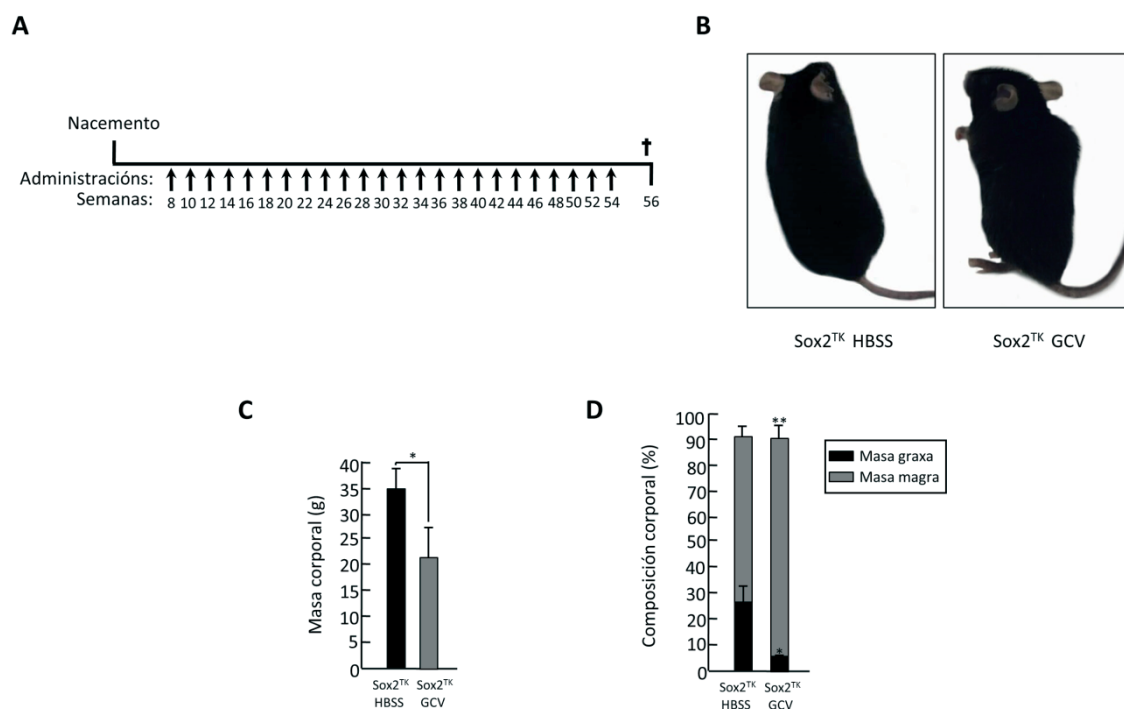 A
Nacemento
✝
Administracións:
Semanas: 8 10 12 14 16 18 20 22 24 26 28 30 32 34 36 38 40 42 44 46 48 50 52 54 56
B
Sox2ᵀᴷ HBSS
Sox2ᵀᴷ GCV
C
Masa corporal (g)
40
35
30
25
20
15
10
5
0
*
Sox2ᵀᴷ
HBSS
Sox2ᵀᴷ
GCV
D
Composición corporal (%)
100
90
80
70
60
50
40
30
20
10
0
**
*
Sox2ᵀᴷ
HBSS
Sox2ᵀᴷ
GCV
Masa graxa
Masa magra